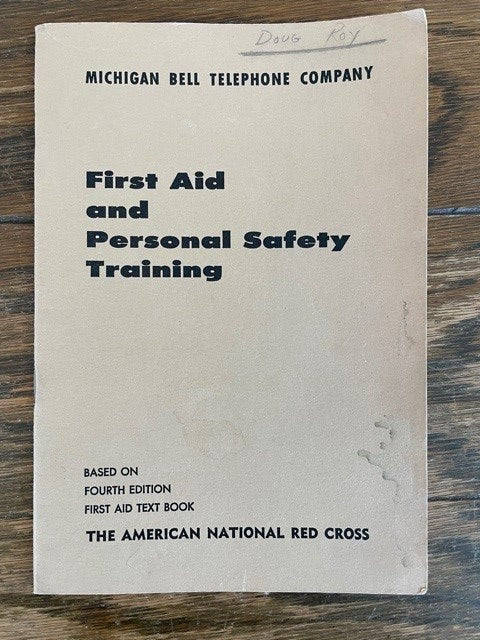 Doug Roy
MICHIGAN BELL TELEPHONE COMPANY
First Aid
and
Personal Safety
Training
BASED ON
FOURTH EDITION
FIRST AID TEXT BOOK
THE AMERICAN NATIONAL RED CROSS